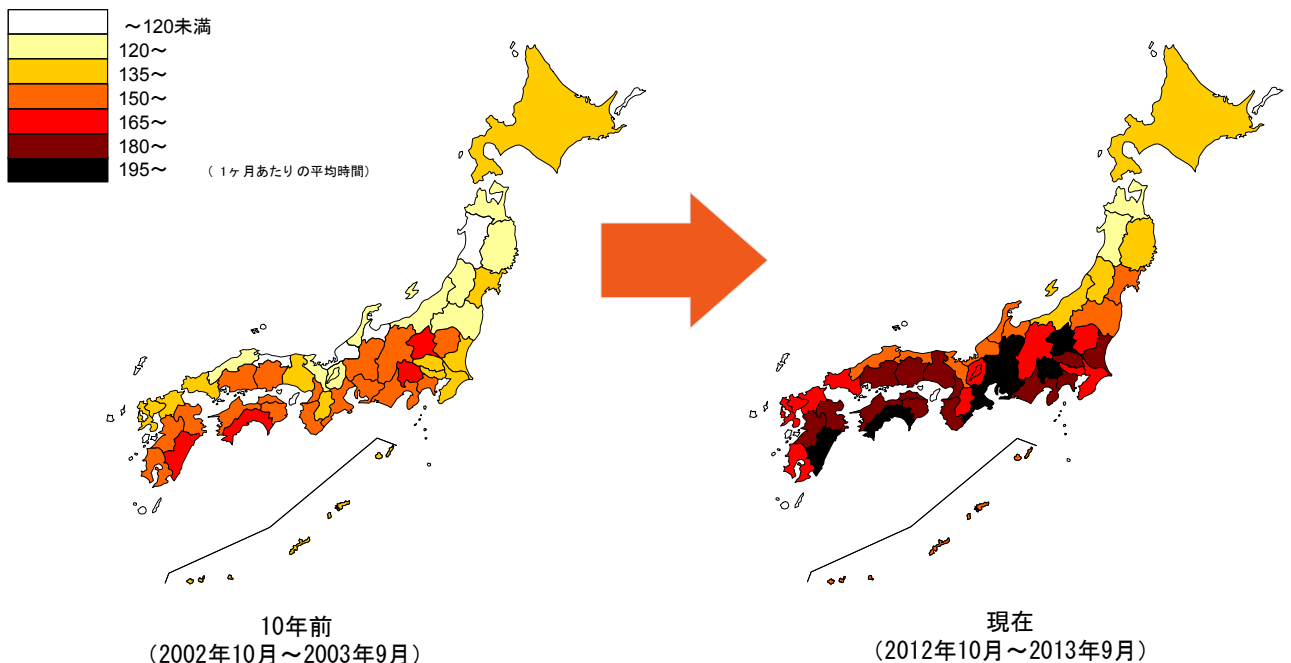 ～120未満
120～
135～
150～
165～
180～
195～ （ 1ヶ月あたりの平均時間）
10年前
（2002年10月～2003年9月）
現在
（2012年10月～2013年9月）